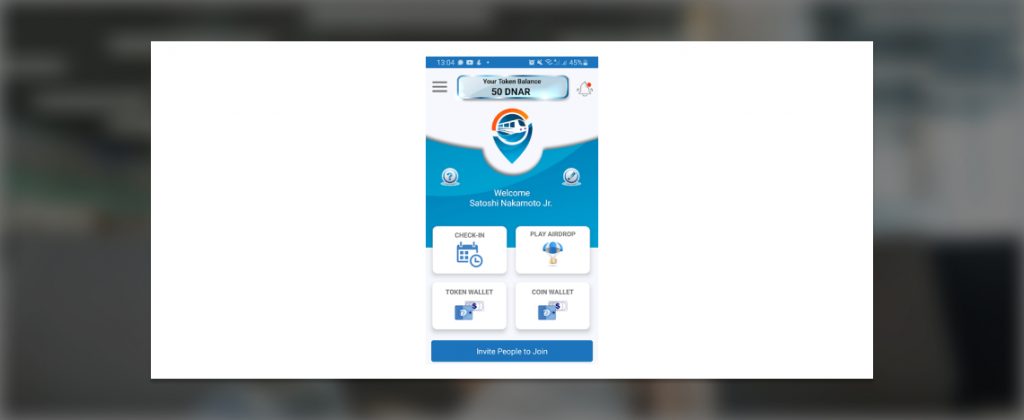 13:04
45%
Your Token Balance
50 DNAR
Welcome
Satoshi Nakamoto Jr.
CHECK-IN
PLAY AIRDROP
TOKEN WALLET
COIN WALLET
Invite People to Join